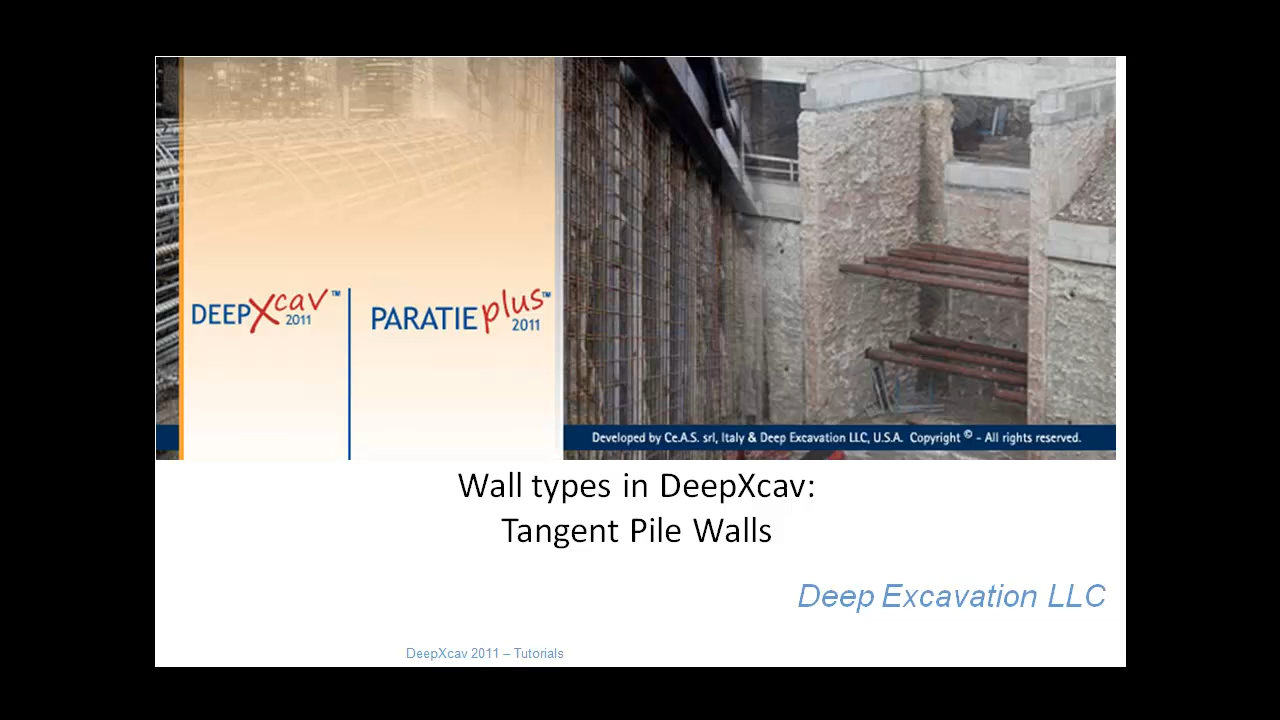 DEEPXcav™ 2011
PARATIEplus™ 2011
Developed by Ce.A.S. srl, Italy & Deep Excavation LLC, U.S.A. Copyright © - All rights reserved.
Wall types in DeepXcav:
Tangent Pile Walls
Deep Excavation LLC
DeepXcav 2011 – Tutorials